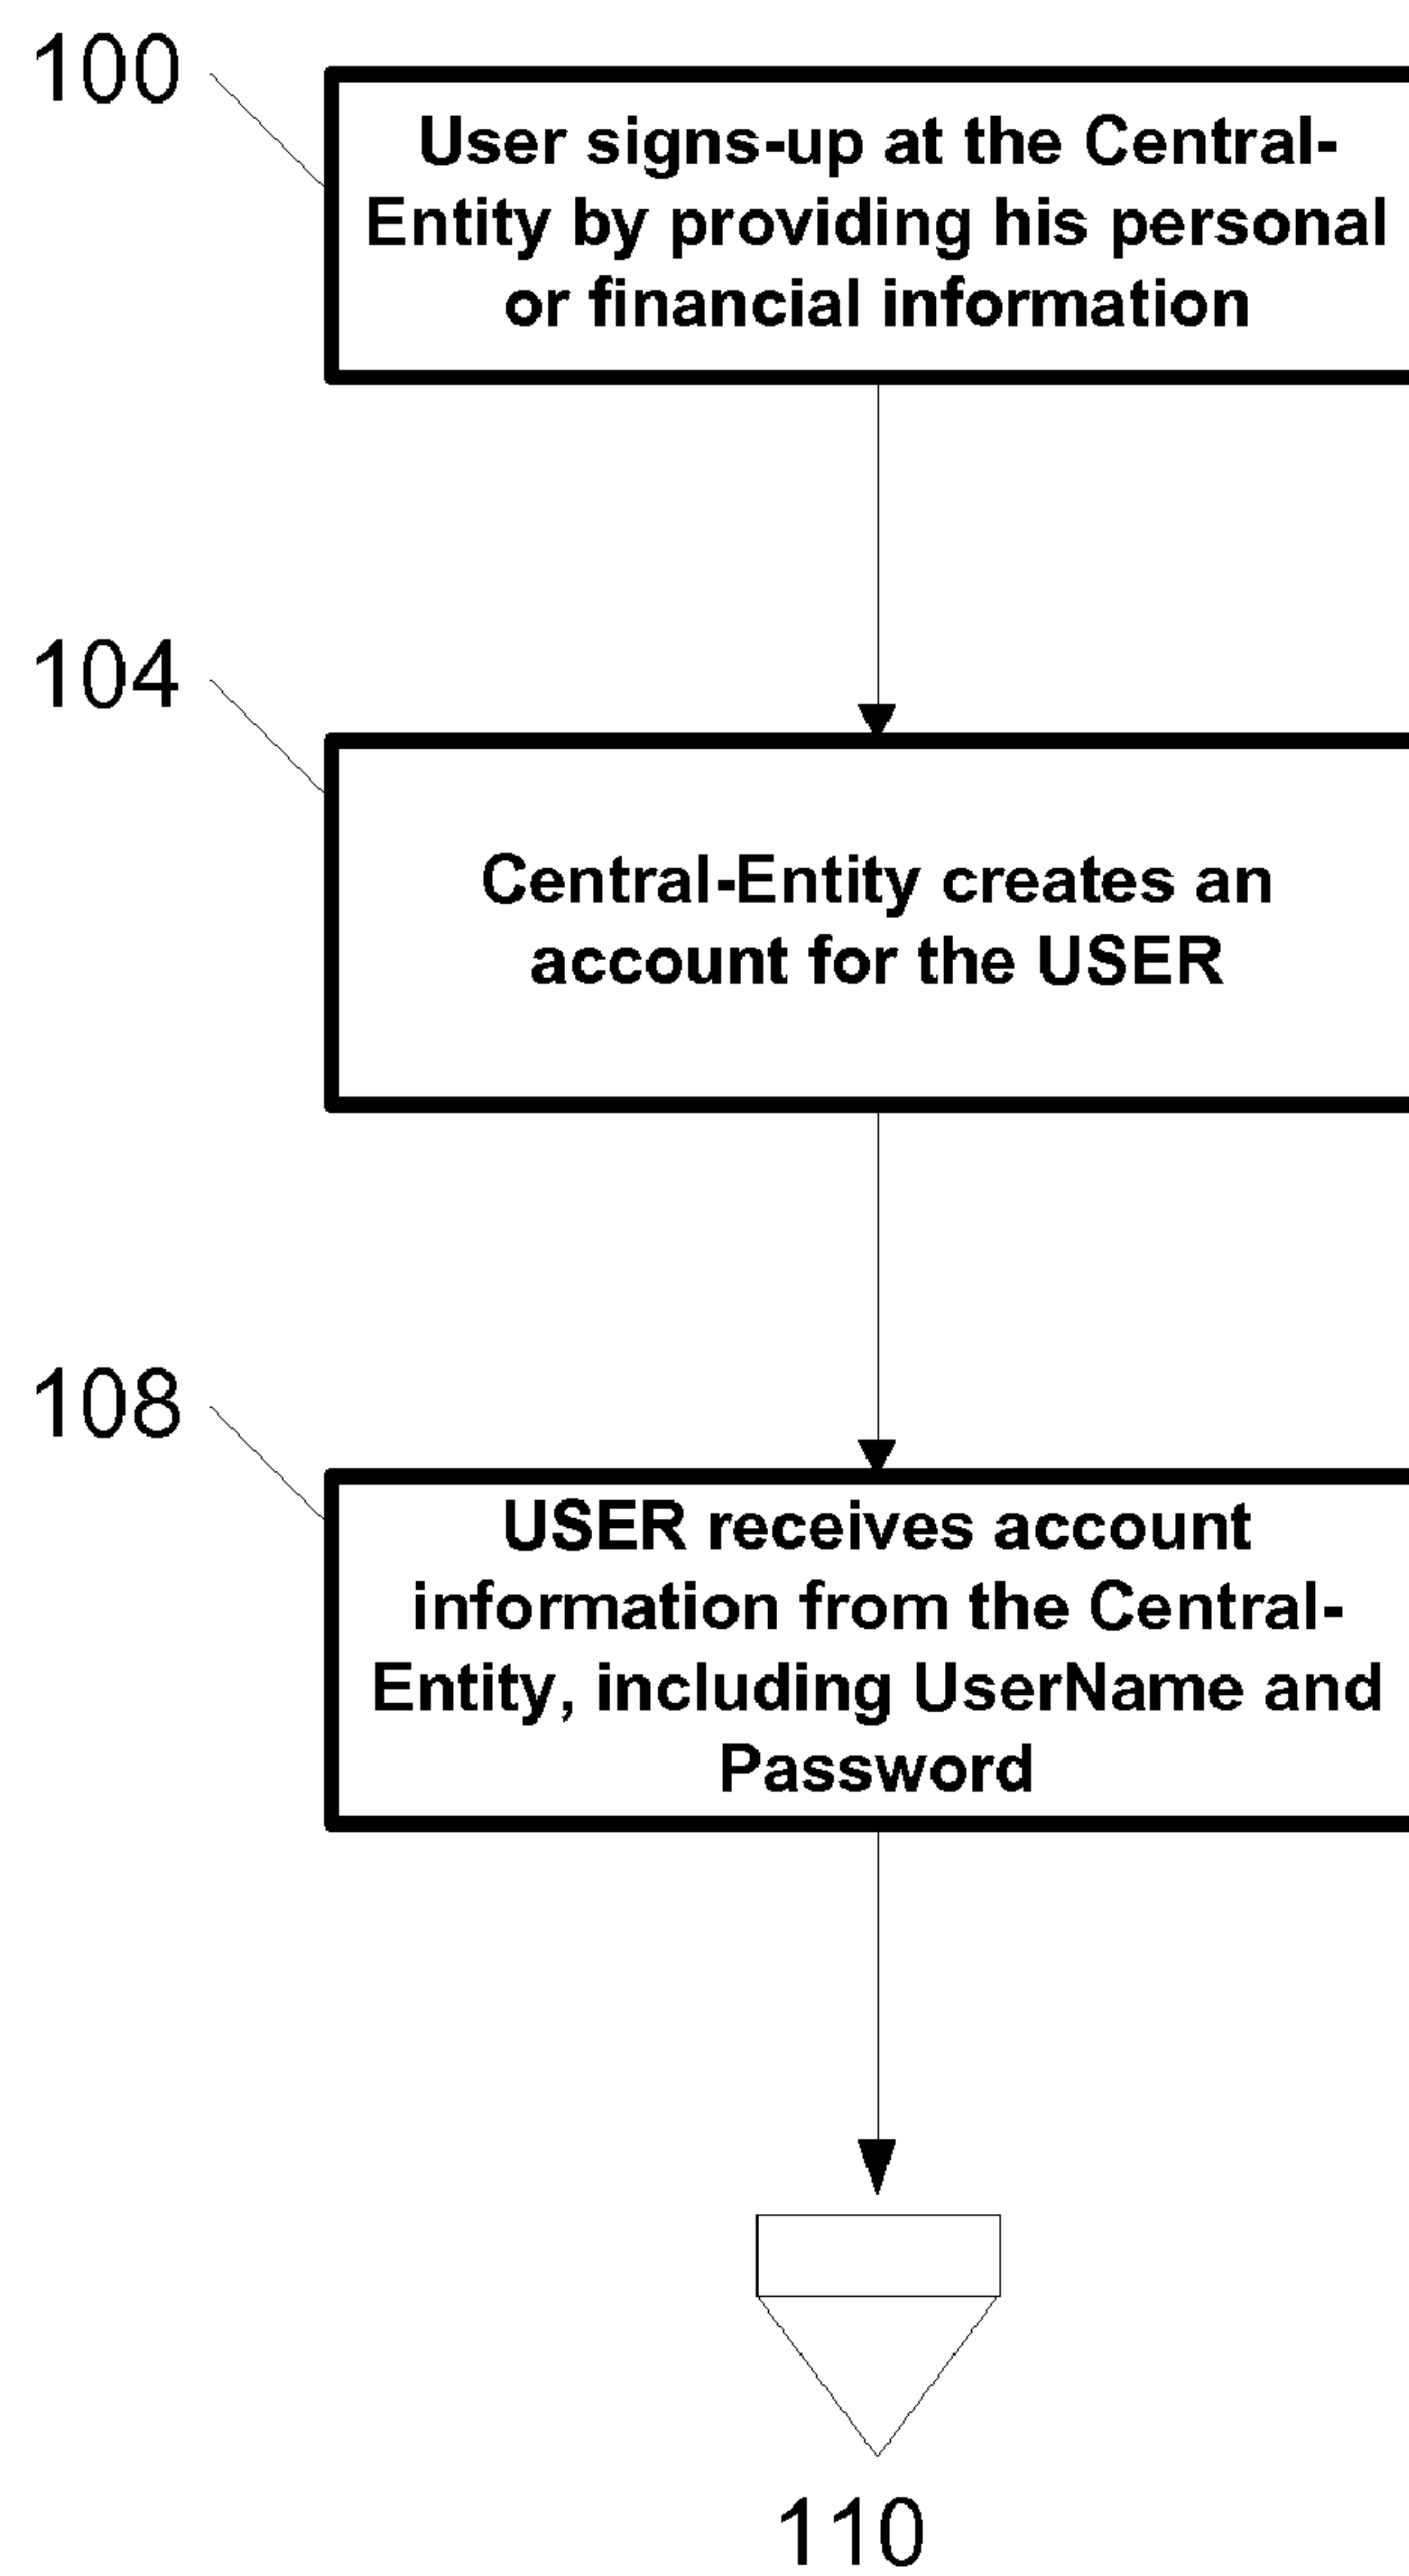 100
User signs-up at the Central-
Entity by providing his personal
or financial information
104
Central-Entity creates an
account for the USER
108
USER receives account
information from the Central-
Entity, including UserName and
Password
110